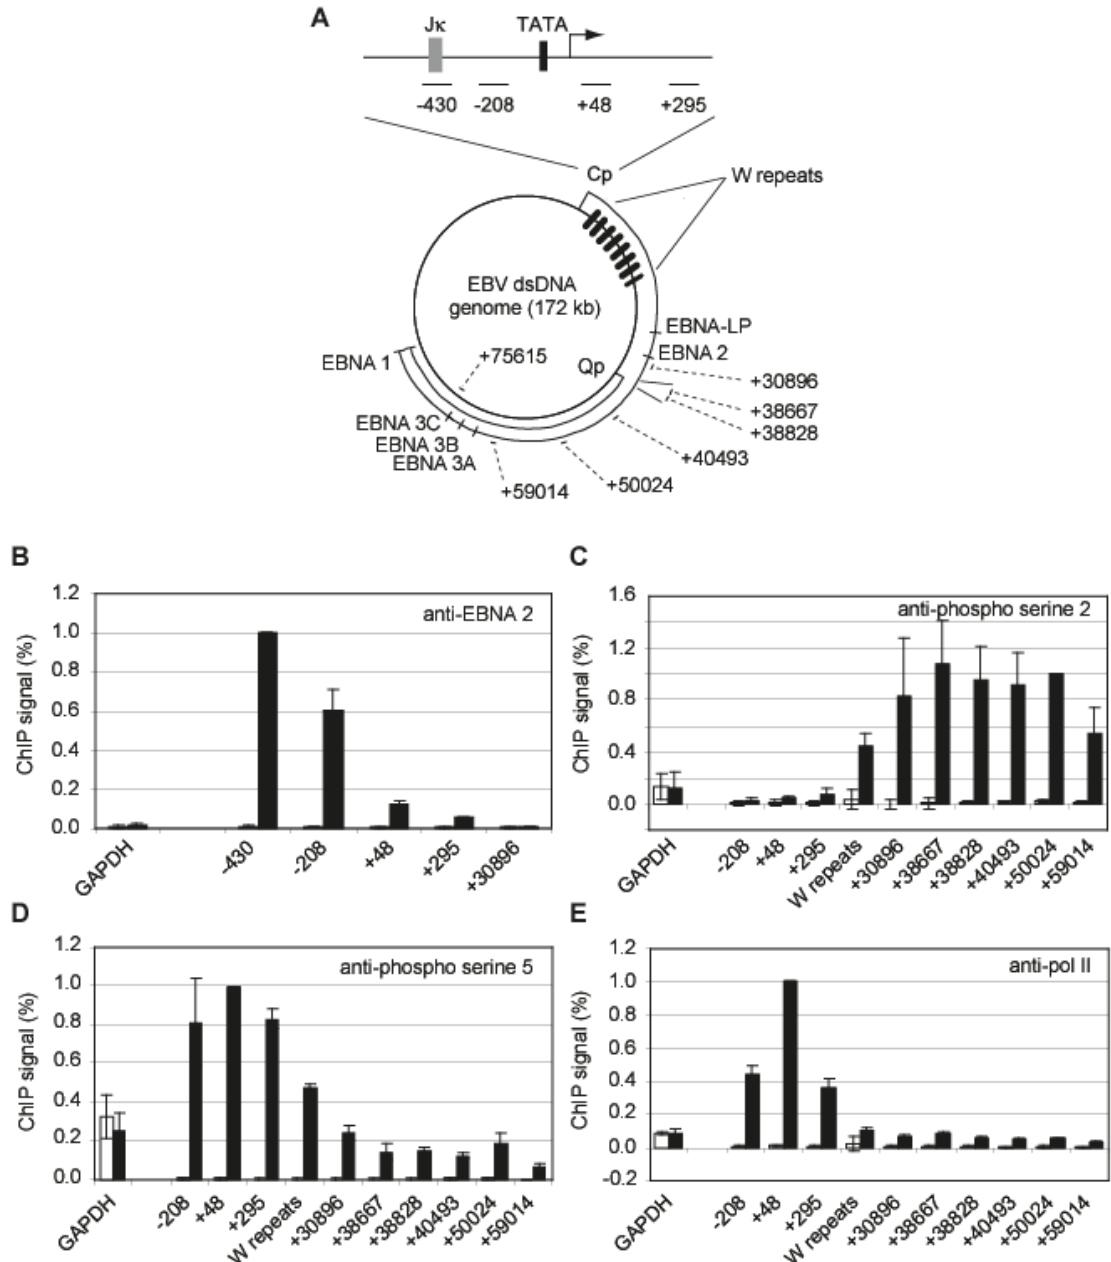 A
Jκ TATA
-430 -208 +48 +295
Cp
W repeats
EBV dsDNA
genome (172 kb)
EBNA-LP
EBNA 2
+75615
Qp
EBNA 1
+30896
+38667
+38828
EBNA 3C
EBNA 3B
EBNA 3A
+40493
+50024
+59014
B
anti-EBNA 2
ChIP signal (%)
1.2
1.0
0.8
0.6
0.4
0.2
0.0
GAPDH -430 -208 +48 +295 +30896
C
anti-phospho serine 2
ChIP signal (%)
1.6
1.2
0.8
0.4
0.0
GAPDH -208 +48 +295 W repeats +30896 +38667 +38828 +40493 +50024 +59014
D
anti-phospho serine 5
ChIP signal (%)
1.2
1.0
0.8
0.6
0.4
0.2
0.0
GAPDH -208 +48 +295 W repeats +30896 +38667 +38828 +40493 +50024 +59014
E
anti-pol II
ChIP signal (%)
1.2
1.0
0.8
0.6
0.4
0.2
0.0
-0.2
GAPDH -208 +48 +295 W repeats +30896 +38667 +38828 +40493 +50024 +59014